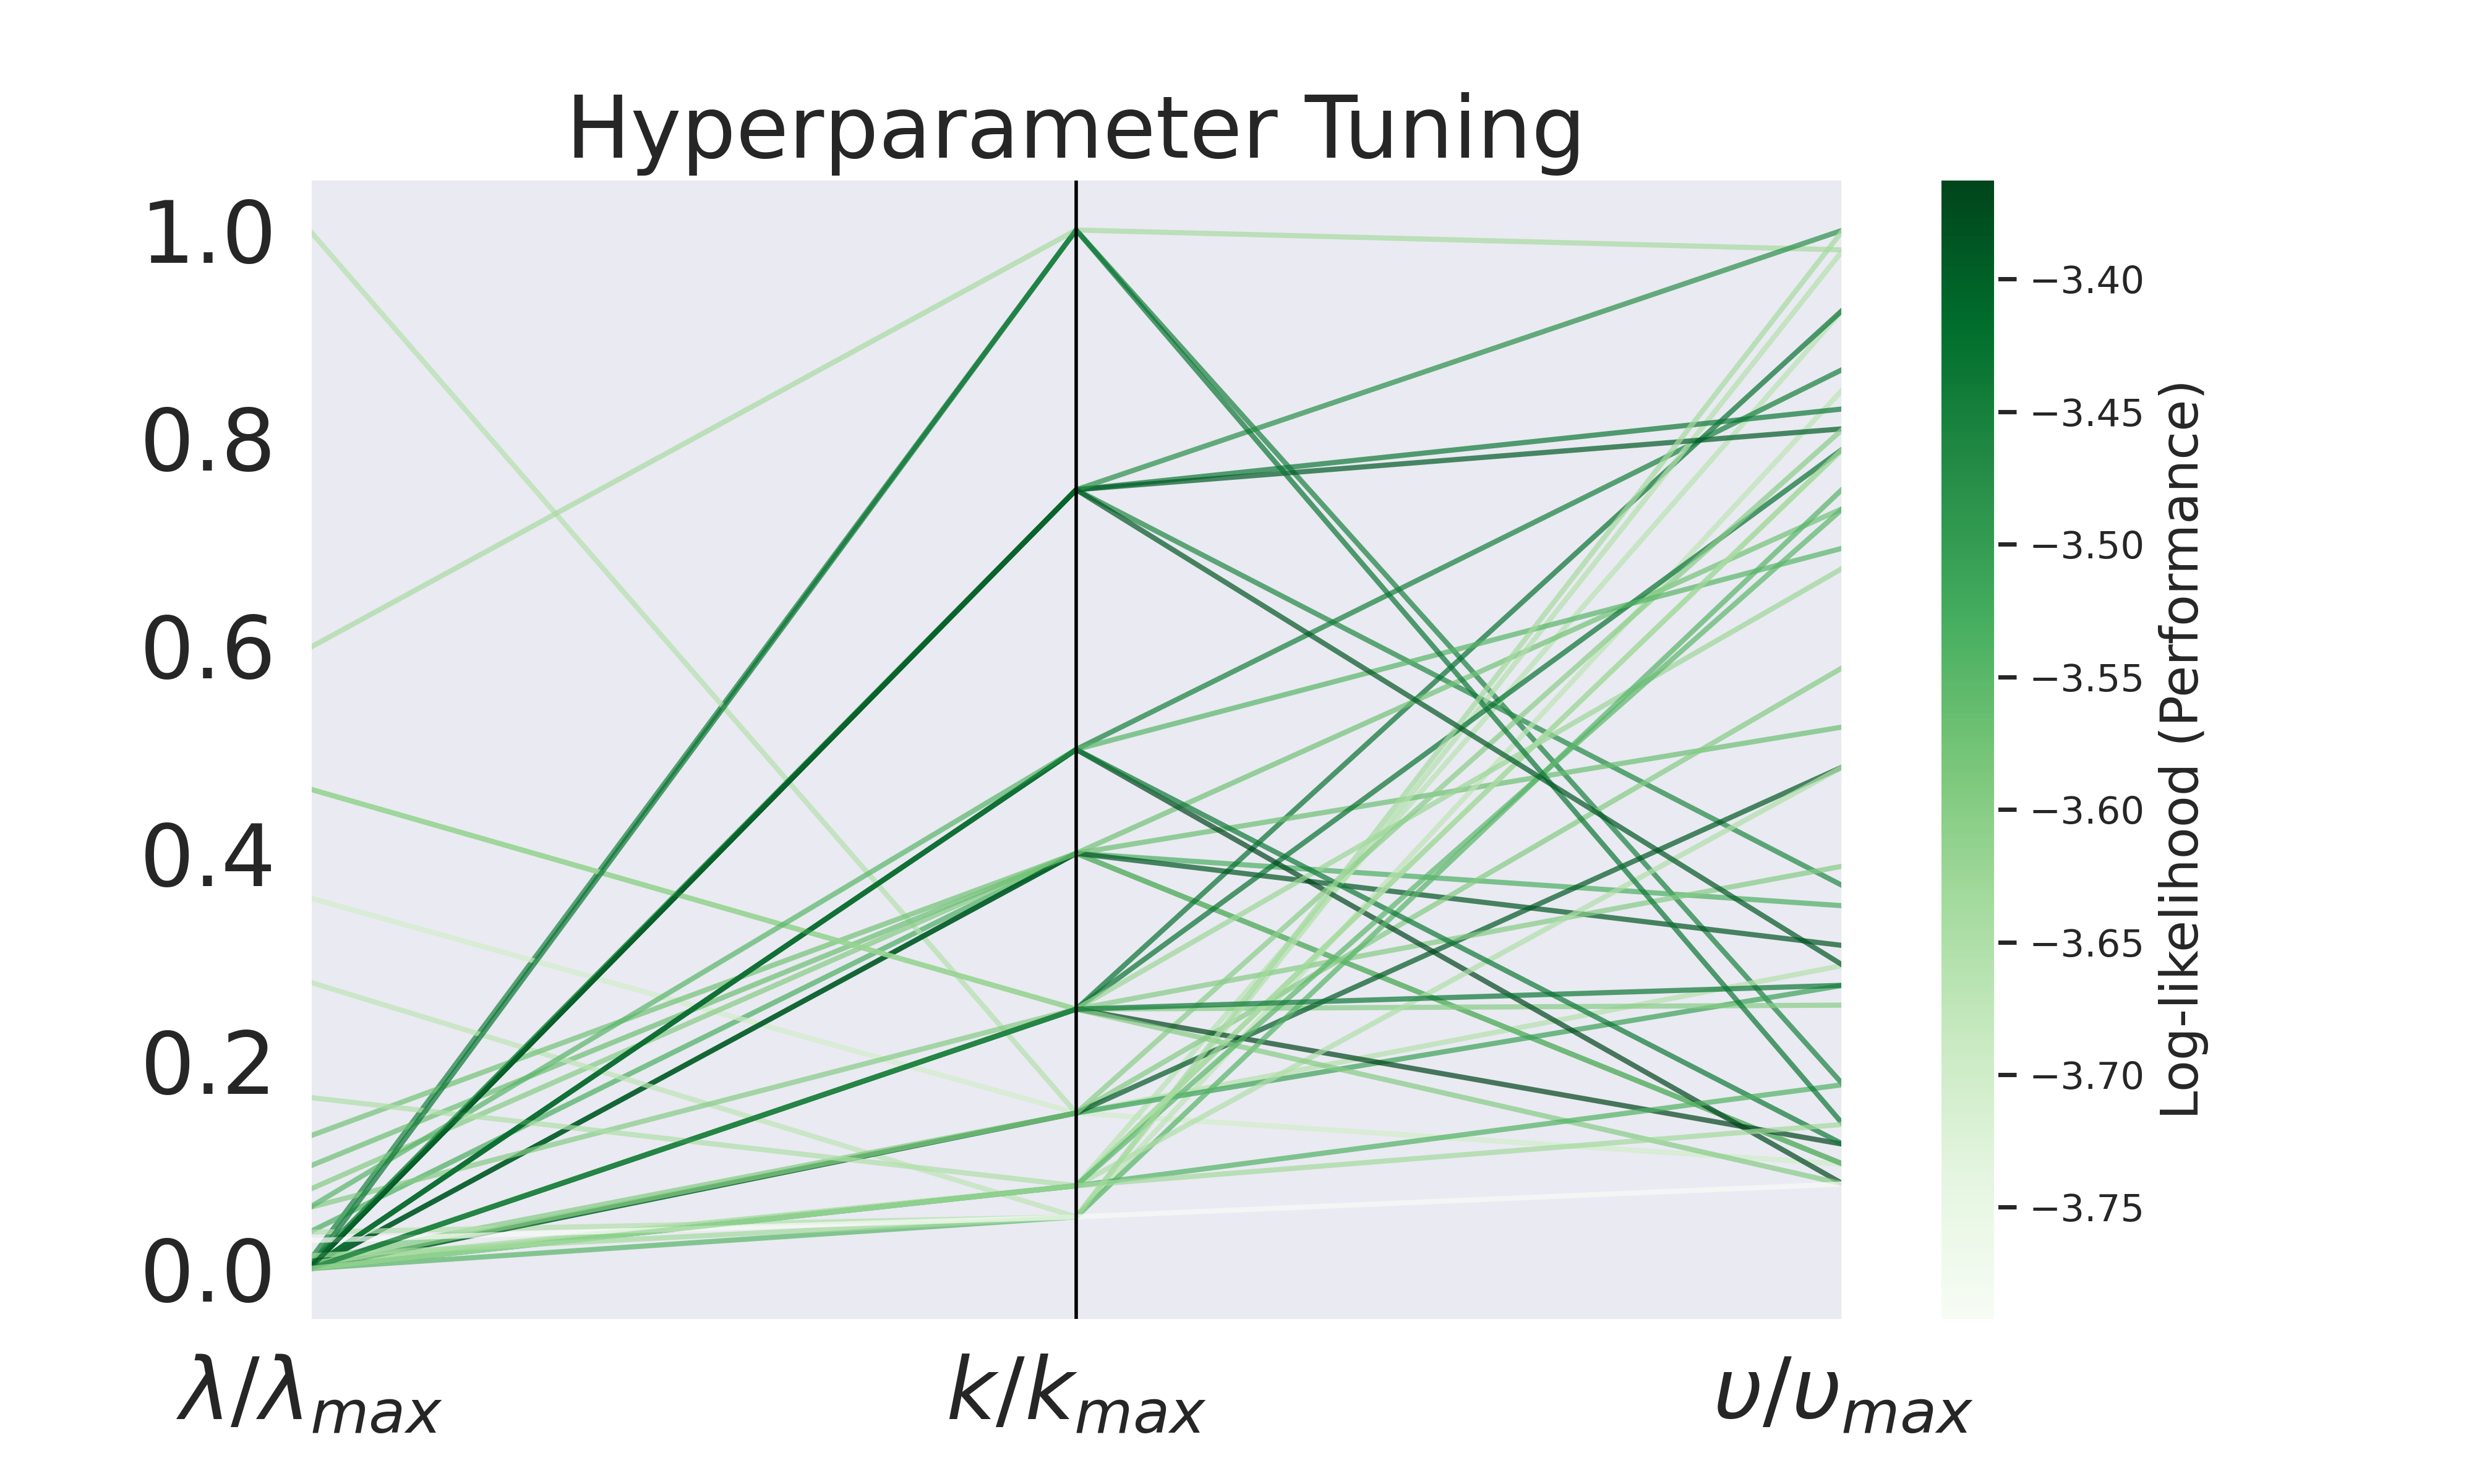 Hyperparameter Tuning
1.0
0.8
0.6
0.4
0.2
0.0
λ/λmax
k/kmax
υ/υmax
−3.40
−3.45
−3.50
−3.55
−3.60
−3.65
−3.70
−3.75
Log-likelihood (Performance)